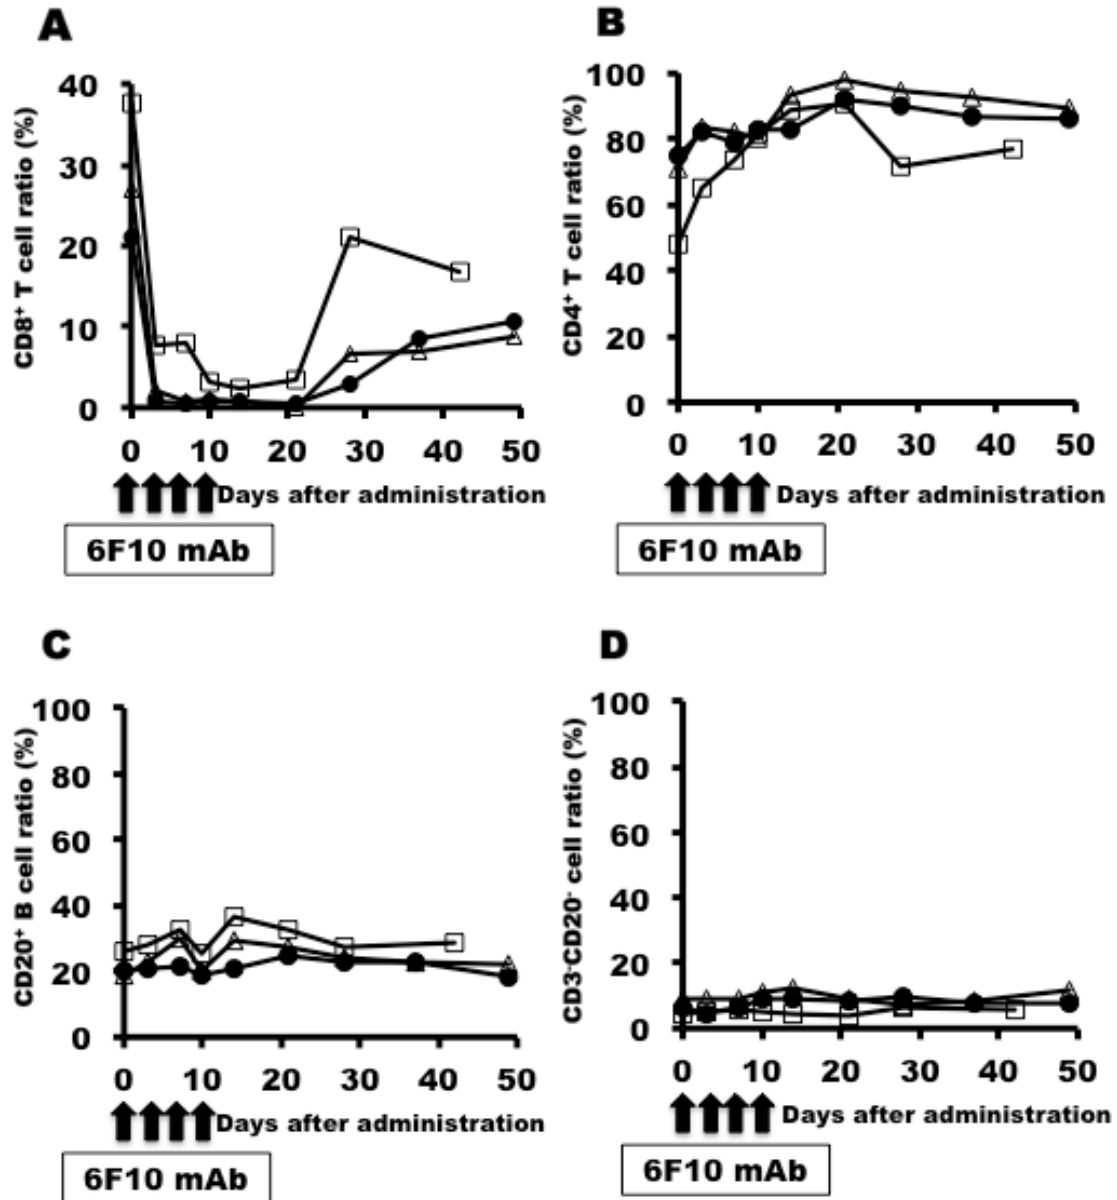 A
CD8+ T cell ratio (%)
40
30
20
10
0
0 10 20 30 40 50
Days after administration
6F10 mAb
B
CD4+ T cell ratio (%)
100
80
60
40
20
0
0 10 20 30 40 50
Days after administration
6F10 mAb
C
CD20+ B cell ratio (%)
100
80
60
40
20
0
0 10 20 30 40 50
Days after administration
6F10 mAb
D
CD3-CD20- cell ratio (%)
100
80
60
40
20
0
0 10 20 30 40 50
Days after administration
6F10 mAb